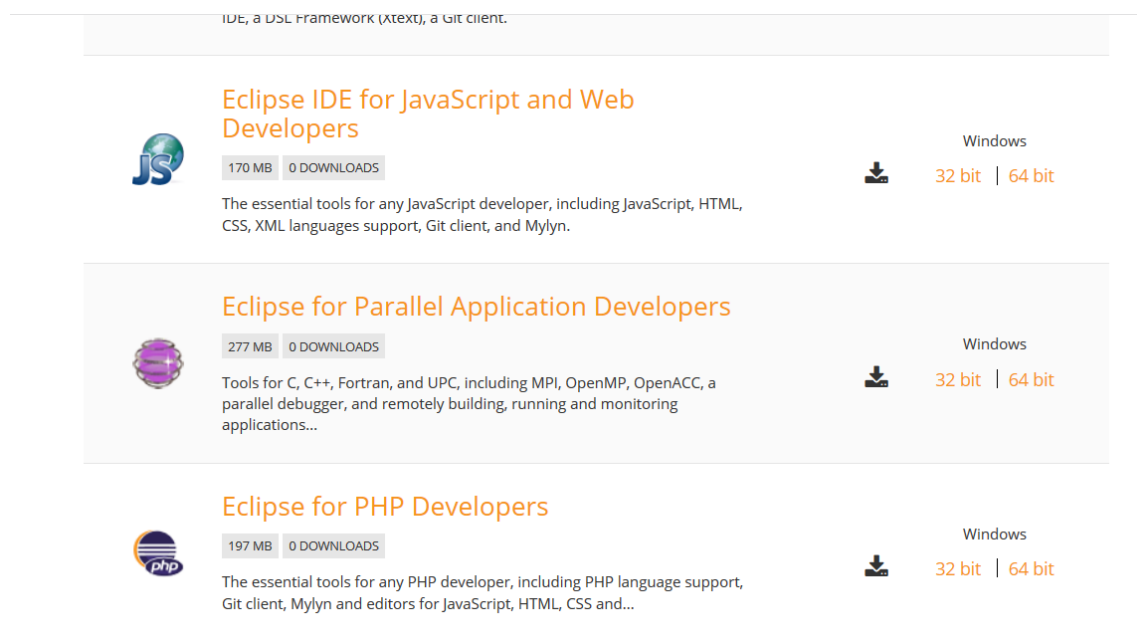 IDE, a DSL Framework (Xtext), a Git client.
Eclipse IDE for JavaScript and Web
Developers
170 MB 0 DOWNLOADS
The essential tools for any JavaScript developer, including JavaScript, HTML,
CSS, XML languages support, Git client, and Mylyn.
JS
Windows
32 bit | 64 bit
Eclipse for Parallel Application Developers
277 MB 0 DOWNLOADS
Tools for C, C++, Fortran, and UPC, including MPI, OpenMP, OpenACC, a
parallel debugger, and remotely building, running and monitoring
applications...
Windows
32 bit | 64 bit
Eclipse for PHP Developers
197 MB 0 DOWNLOADS
The essential tools for any PHP developer, including PHP language support,
Git client, Mylyn and editors for JavaScript, HTML, CSS and...
php
Windows
32 bit | 64 bit